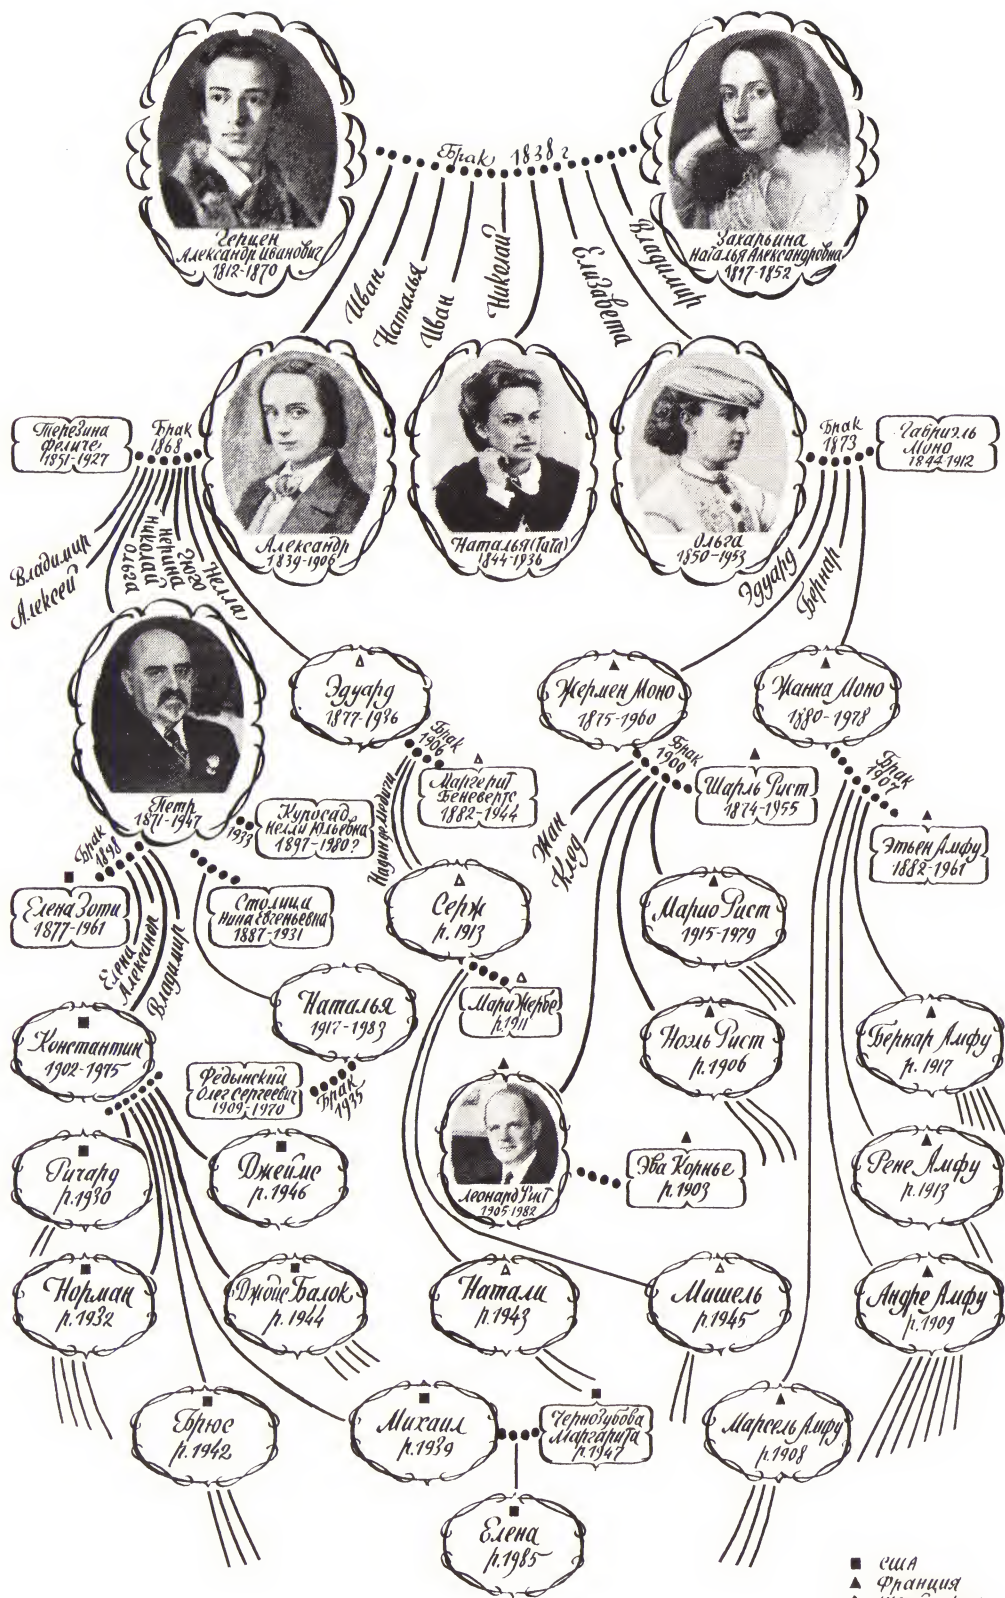 Брак 1838 г
Герцен
Александр Иванович
1812-1870
Захарьина
Наталья Александровна
1817-1852
Иван
Наталья
Иван
Николай
Елизавета
Владимир
Терезина
Феличе
1851-1927
Брак
1868
Александр
1839-1906
Наталья (Тата)
1844-1936
Ольга
1850-1953
Брак
1873
Габриэль
Моно
1844-1912
Владимир
Алексей
Ольга
Николай
Нерина
Гюго
Нелла
Эдуард
Бернар
Петр
1871-1947
Эдуард
1877-1936
Жермен Моно
1875-1960
Жанна Моно
1880-1978
Брак
1906
Маргерит
Беневертс
1882-1944
Брак
1900
Шарль Рист
1874-1955
Брак
1907
Этьен Амфу
1882-1961
Брак
1898
1933
Куросад
Нелли Юльевна
1897-1980?
Жан
Клод
Елена Зоти
1877-1961
Столица
Нина Евгеньевна
1887-1931
Серж
р. 1913
Марио Рист
1915-1979
Елена
Владимир
Константин
1902-1975
Наталья
1917-1983
Мари Жербе
р. 1911
Ноэль Рист
р. 1906
Бернар Амфу
р. 1917
Федынский
Олег Сергеевич
1909-1970
Брак
1935
Ричард
р. 1930
Джеймс
р. 1946
Леонард Рист
1905-1982
Эва Корнье
р. 1903
Рене Амфу
р. 1913
Норман
р. 1932
Джойс Балок
р. 1944
Натали
р. 1943
Мишель
р. 1945
Андре Амфу
р. 1909
Брюс
р. 1942
Михаил
р. 1939
Чернозубова
Маргарита
р. 1947
Марсель Амфу
р. 1908
Елена
р. 1985
США
Франция